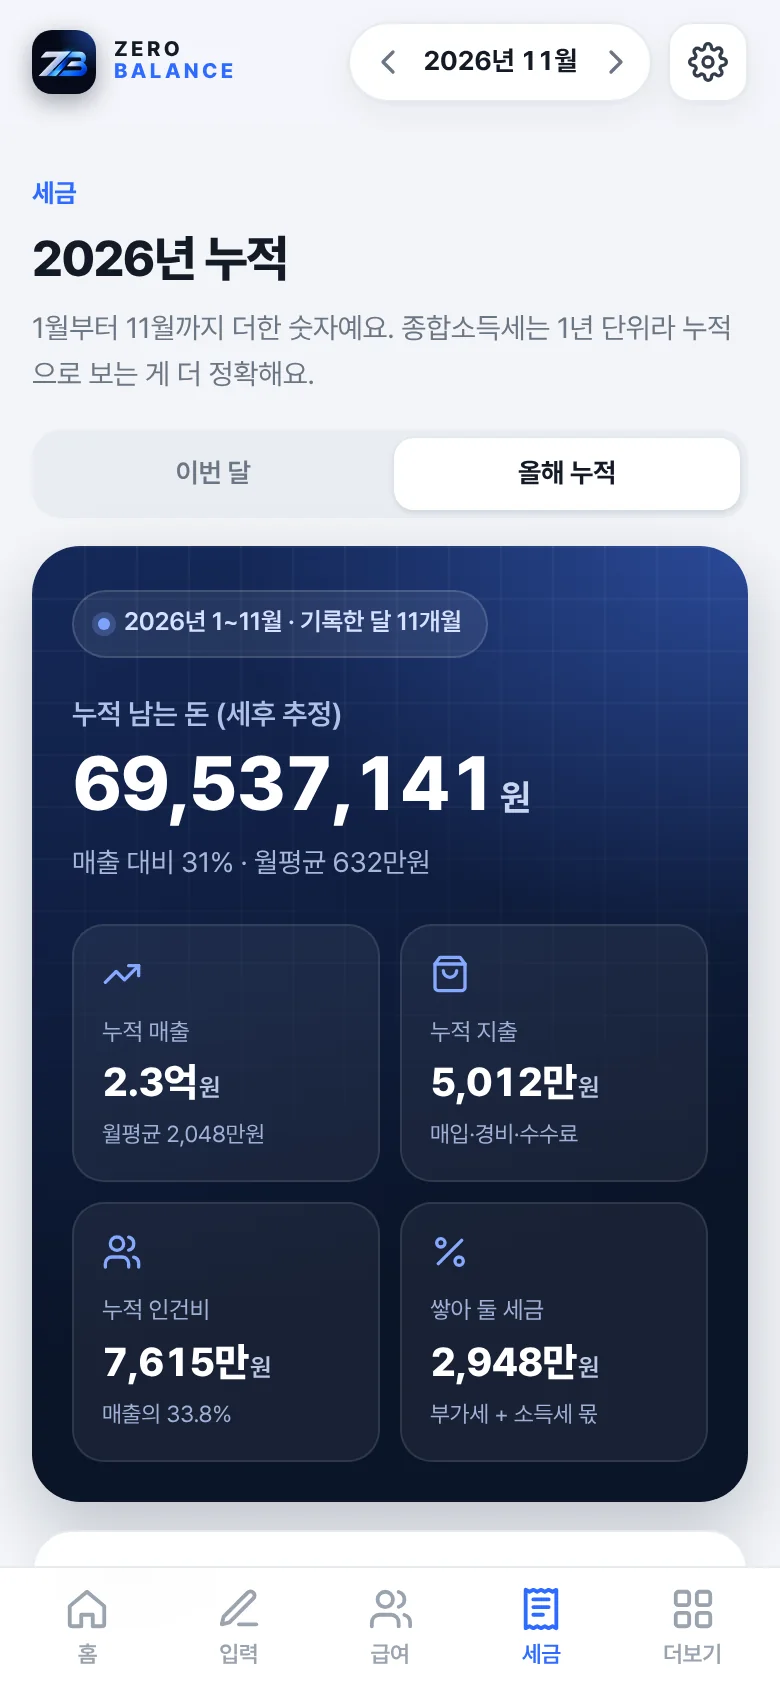 ZERO
BALANCE
2026년 11월
세금
2026년 누적
1월부터 11월까지 더한 숫자예요. 종합소득세는 1년 단위라 누적
으로 보는 게 더 정확해요.
이번 달
올해 누적
2026년 1~11월 · 기록한 달 11개월
누적 남는 돈 (세후 추정)
69,537,141 원
매출 대비 31% · 월평균 632만원
누적 매출
2.3억원
월평균 2,048만원
누적 지출
5,012만원
매입·경비·수수료
누적 인건비
7,615만원
매출의 33.8%
쌓아 둘 세금
2,948만원
부가세 + 소득세 몫
홈
입력
급여
세금
더보기